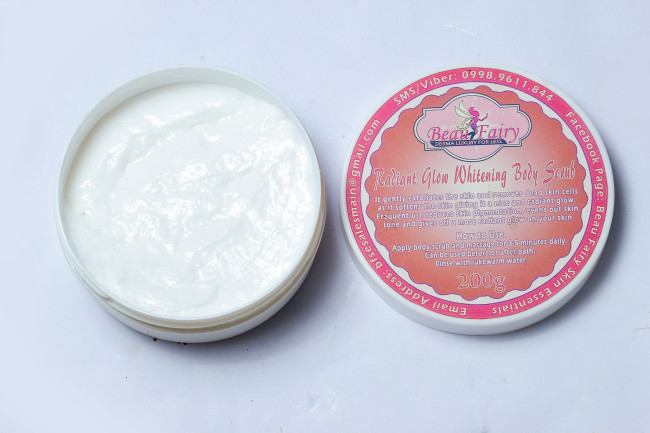 SMS/Viber: 0998.9611.844
Facebook Page: Beau Fairy Skin Essentials
Email Address: bfsesalesmain@gmail.com
Beau Fairy
DERMA LUXURY FOR LESS
Radiant Glow Whitening Body Scrub
It gently exfoliates the skin and removes dead skin cells
as it softens the skin giving it a nice and radiant glow.
Frequent use reduces skin pigmentation, event out skin
tone and gives off a more radiant glow on your skin.
How to Use
Apply body scrub and massage for 3-5 minutes daily.
Can be used before or after bath.
Rinse with lukewarm water.
200g